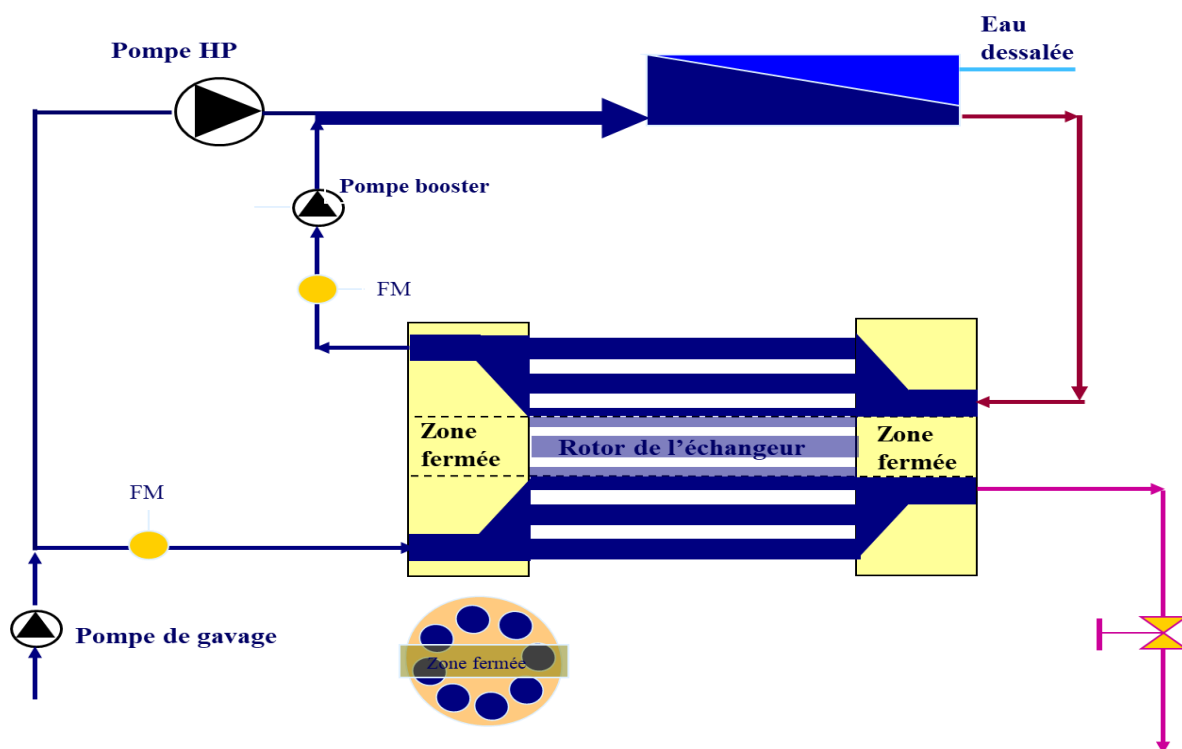 Eau
dessalée
Pompe HP
Pompe booster
FM
Zone
fermée
Rotor de l’échangeur
Zone
fermée
FM
Pompe de gavage
Zone fermée